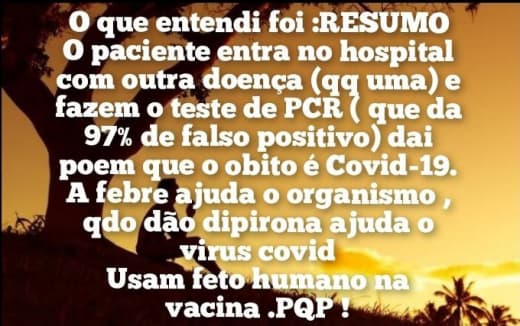 O que entendi foi :RESUMO
O paciente entra no hospital
com outra doença (qq uma) e
fazem o teste de PCR ( que da
97% de falso positivo) dai
poem que o obito é Covid-19.
A febre ajuda o organismo ,
qdo dão dipirona ajuda o
virus covid
Usam feto humano na
vacina .PQP !